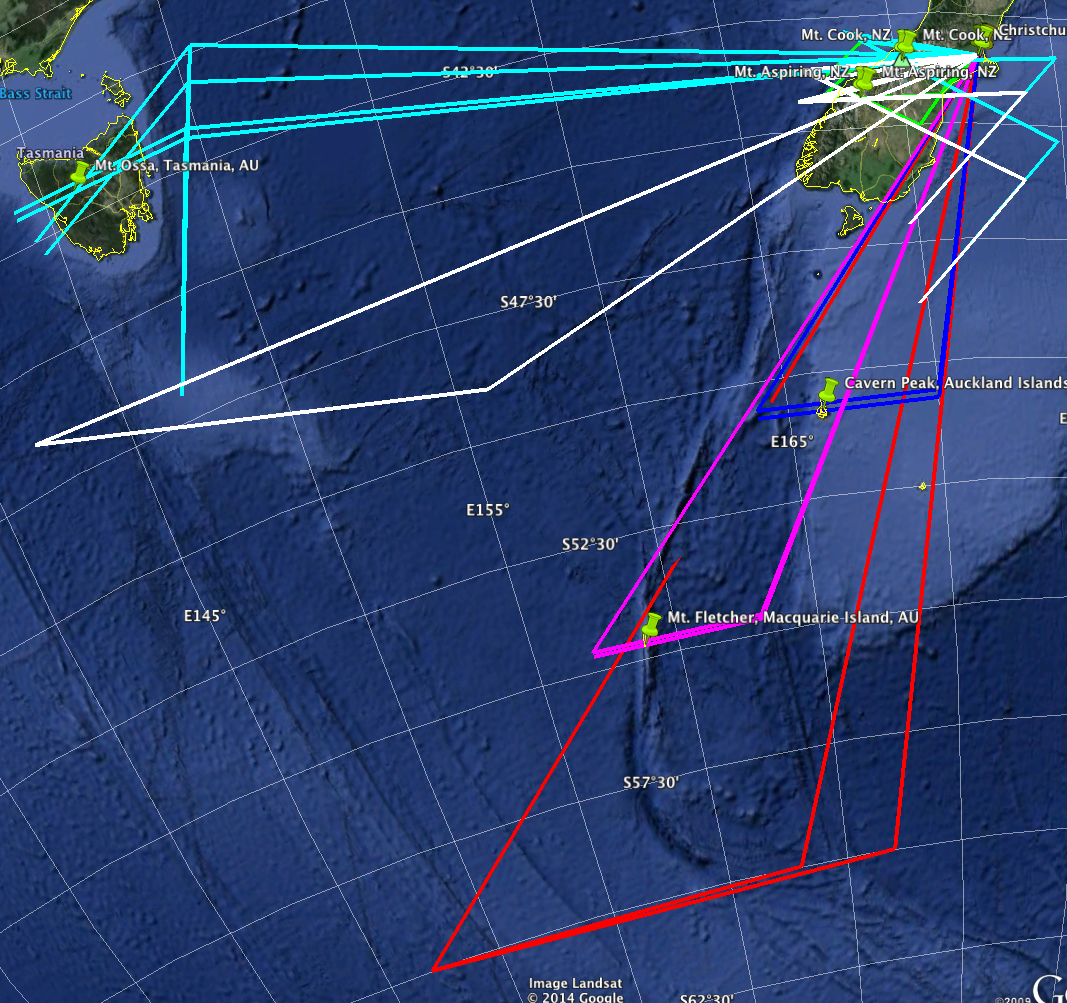 Mt. Cook, NZ
Mt. Cook, NZ
Christchu
S42°30'
Mt. Aspiring, NZ
Mt. Aspiring, NZ
Bass Strait
Tasmania
Mt. Ossa, Tasmania, AU
S47°30'
Cavern Peak, Auckland Islands
E165°
E
E155°
S52°30'
E145°
Mt. Fletcher, Macquarie Island, AU
S57°30'
Image Landsat
© 2014 Google
S62°30'
©2009
G